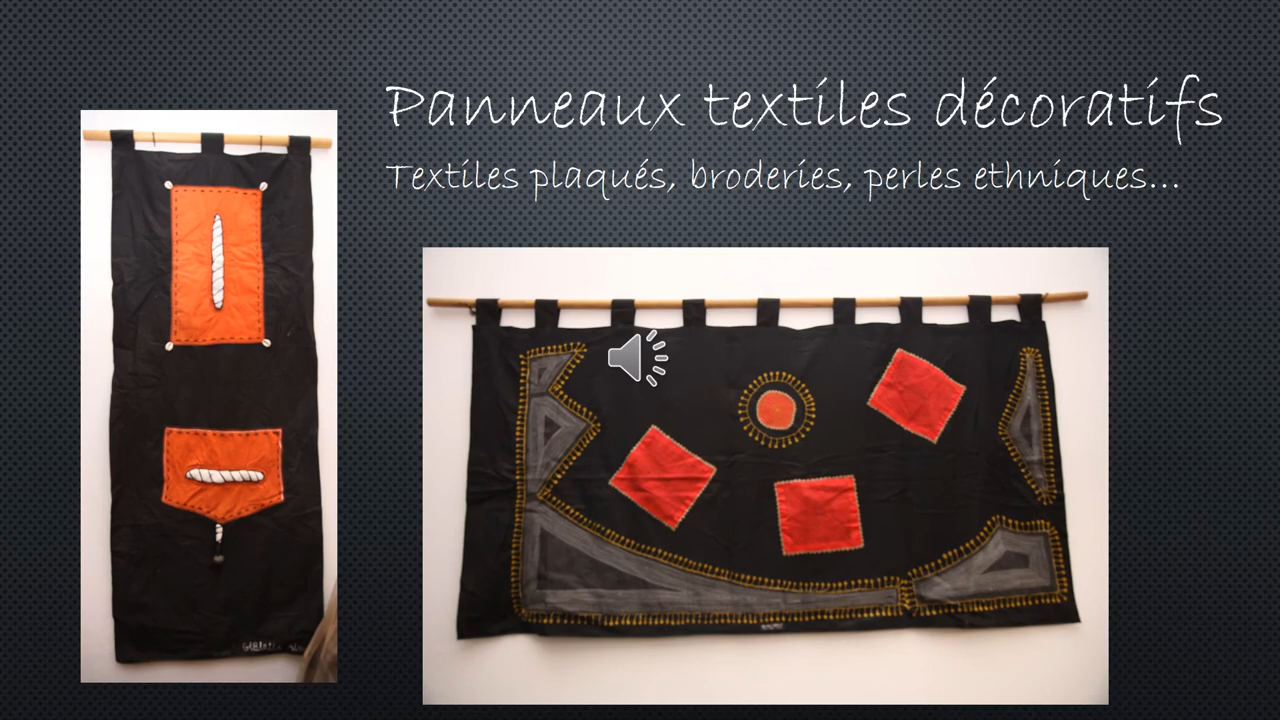 Panneaux textiles décoratifs
Textiles plaqués, broderies, perles ethniques...